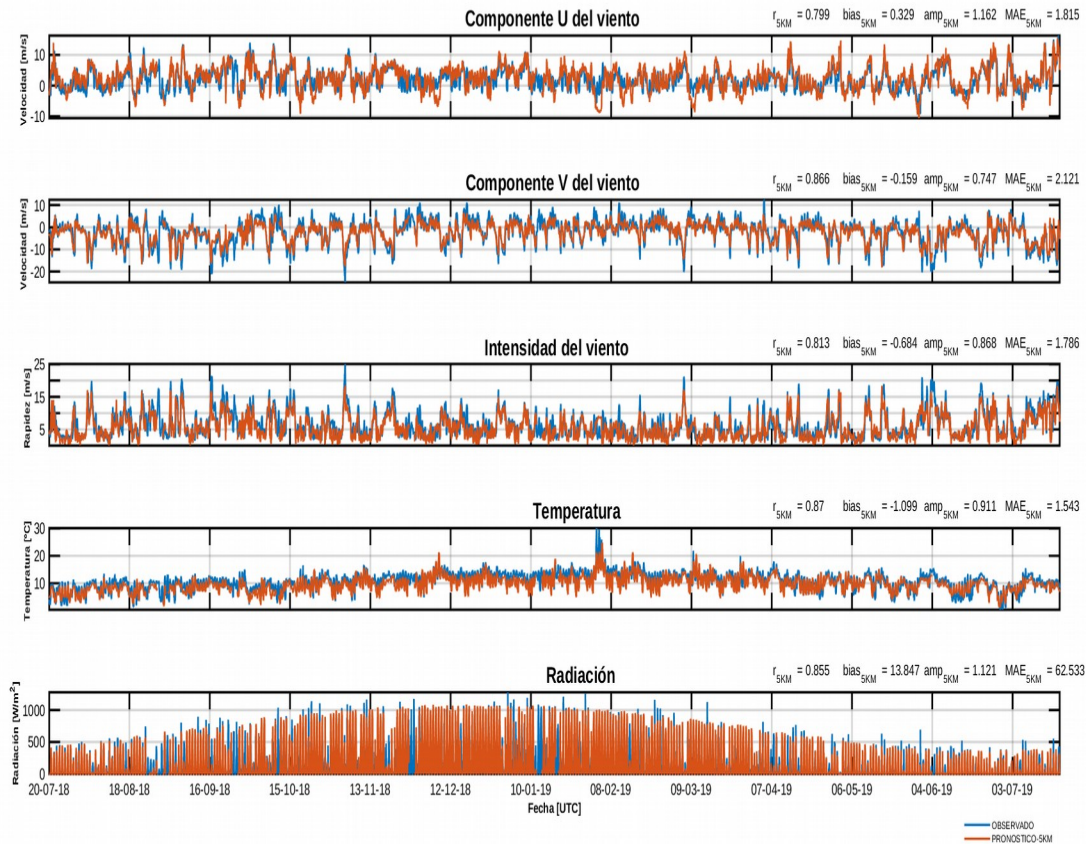 Componente U del viento
r5KM = 0.799 bias5KM = 0.329 amp5KM = 1.162 MAE5KM = 1.815
Velocidad [m/s]
10
0
-10
Componente V del viento
r5KM = 0.866 bias5KM = -0.159 amp5KM = 0.747 MAE5KM = 2.121
Velocidad [m/s]
10
0
-10
-20
Intensidad del viento
r5KM = 0.813 bias5KM = -0.684 amp5KM = 0.868 MAE5KM = 1.786
Rapidez [m/s]
25
15
5
Temperatura
r5KM = 0.87 bias5KM = -1.099 amp5KM = 0.911 MAE5KM = 1.543
Temperatuera [°C]
30
20
10
Radiación
r5KM = 0.855 bias5KM = 13.847 amp5KM = 1.121 MAE5KM = 62.533
Radiación [W/m²]
1000
500
0
20-07-18 18-08-18 16-09-18 15-10-18 13-11-18 12-12-18 10-01-19 08-02-19 09-03-19 07-04-19 06-05-19 04-06-19 03-07-19
Fecha [UTC]
OBSERVADO
PRONOSTICO-5KM